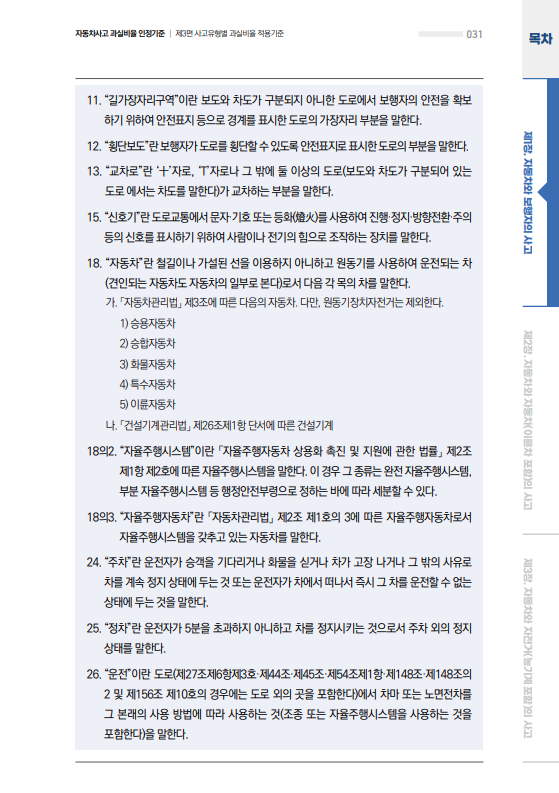 자동차사고 과실비율 인정기준 | 제3편 사고유형별 과실비율 적용기준
031
목차
11. “길가장자리구역”이란 보도와 차도가 구분되지 아니한 도로에서 보행자의 안전을 확보
하기 위하여 안전표지 등으로 경계를 표시한 도로의 가장자리 부분을 말한다.
12. “횡단보도”란 보행자가 도로를 횡단할 수 있도록 안전표지로 표시한 도로의 부분을 말한다.
13. “교차로”란 ‘十’자로, ‘T’자로나 그 밖에 둘 이상의 도로(보도와 차도가 구분되어 있는
도로 에서는 차도를 말한다)가 교차하는 부분을 말한다.
15. “신호기”란 도로교통에서 문자·기호 또는 등화(燈火)를 사용하여 진행·정지·방향전환·주의
등의 신호를 표시하기 위하여 사람이나 전기의 힘으로 조작하는 장치를 말한다.
18. “자동차”란 철길이나 가설된 선을 이용하지 아니하고 원동기를 사용하여 운전되는 차
(견인되는 자동차도 자동차의 일부로 본다)로서 다음 각 목의 차를 말한다.
가. 「자동차관리법」 제3조에 따른 다음의 자동차. 다만, 원동기장치자전거는 제외한다.
1) 승용자동차
2) 승합자동차
3) 화물자동차
4) 특수자동차
5) 이륜자동차
나. 「건설기계관리법」 제26조제1항 단서에 따른 건설기계
18의2. “자율주행시스템”이란 「자율주행자동차 상용화 촉진 및 지원에 관한 법률」 제2조
제1항 제2호에 따른 자율주행시스템을 말한다. 이 경우 그 종류는 완전 자율주행시스템,
부분 자율주행시스템 등 행정안전부령으로 정하는 바에 따라 세분할 수 있다.
18의3. “자율주행자동차”란 「자동차관리법」 제2조 제1호의 3에 따른 자율주행자동차로서
자율주행시스템을 갖추고 있는 자동차를 말한다.
24. “주차”란 운전자가 승객을 기다리거나 화물을 싣거나 차가 고장 나거나 그 밖의 사유로
차를 계속 정지 상태에 두는 것 또는 운전자가 차에서 떠나서 즉시 그 차를 운전할 수 없는
상태에 두는 것을 말한다.
25. “정차”란 운전자가 5분을 초과하지 아니하고 차를 정지시키는 것으로서 주차 외의 정지
상태를 말한다.
26. “운전”이란 도로(제27조제6항제3호·제44조·제45조·제54조제1항·제148조·제148조의
2 및 제156조 제10호의 경우에는 도로 외의 곳을 포함한다)에서 차마 또는 노면전차를
그 본래의 사용 방법에 따라 사용하는 것(조종 또는 자율주행시스템을 사용하는 것을
포함한다)을 말한다.
제1장. 자동차와 보행자의 사고
제2장. 자동차와 자동차(이륜차 포함)의 사고
제3장. 자동차와 자전거(농기계 포함)의 사고